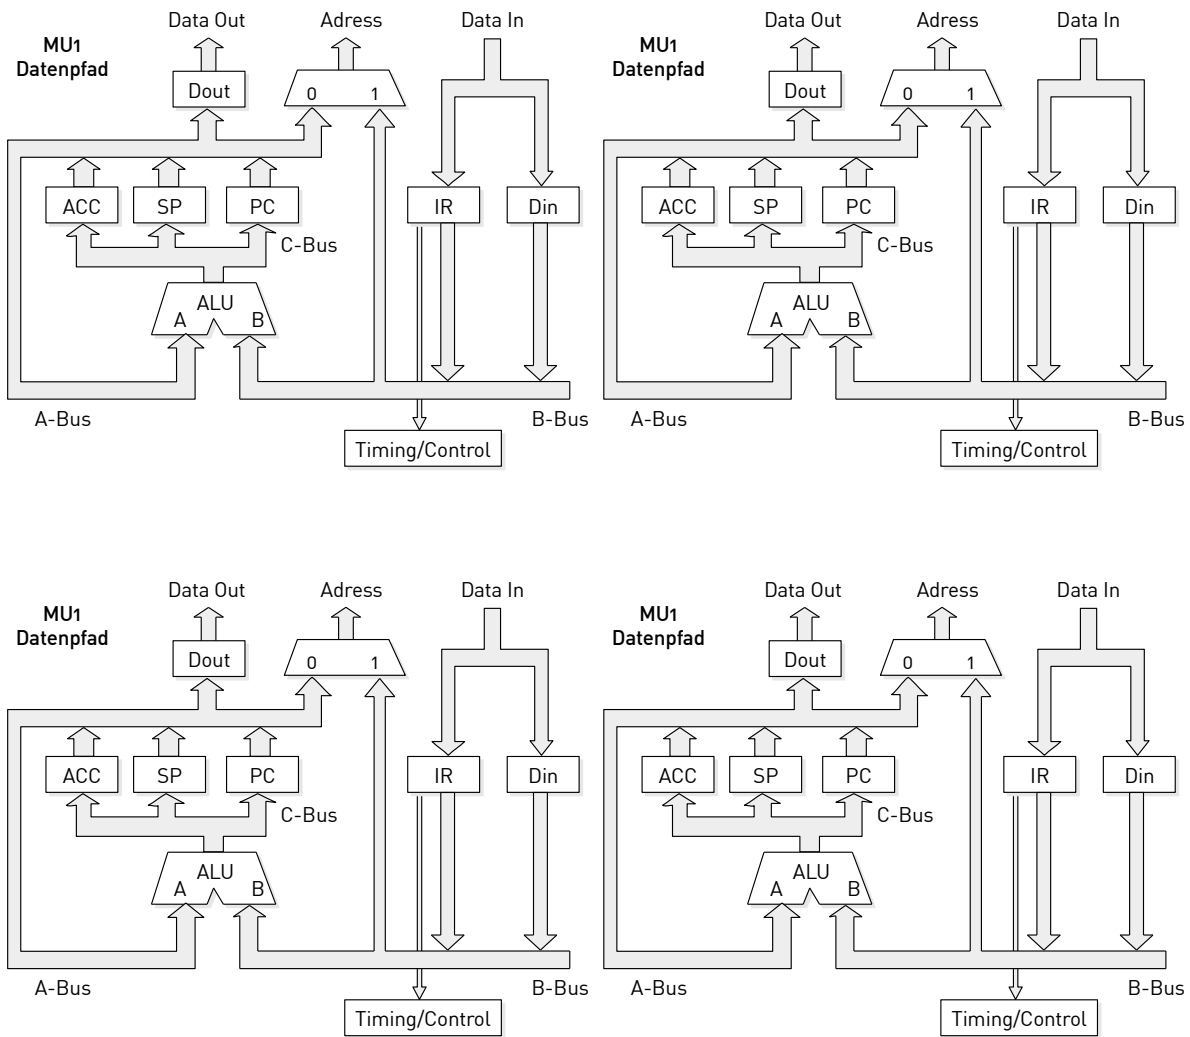 Data Out Adress Data In
MU1
Datenpfad
Dout
0 1
ACC SP PC IR Din
C-Bus
ALU
A B
A-Bus B-Bus
Timing/Control
Data Out Adress Data In
MU1
Datenpfad
Dout
0 1
ACC SP PC IR Din
C-Bus
ALU
A B
A-Bus B-Bus
Timing/Control
Data Out Adress Data In
MU1
Datenpfad
Dout
0 1
ACC SP PC IR Din
C-Bus
ALU
A B
A-Bus B-Bus
Timing/Control
Data Out Adress Data In
MU1
Datenpfad
Dout
0 1
ACC SP PC IR Din
C-Bus
ALU
A B
A-Bus B-Bus
Timing/Control